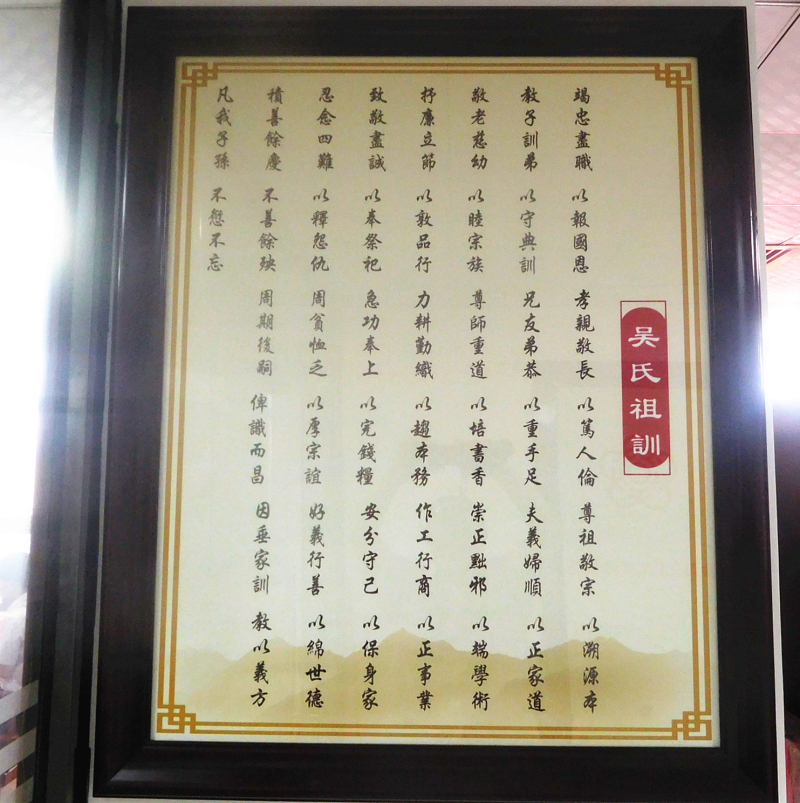 吴氏祖訓
竭忠盡職 以報國恩 孝親敬長 以篤人倫 尊祖敬宗 以溯源本
教子訓弟 以守典訓 兄友弟恭 以重手足 夫義婦順 以正家道
敬老慈幼 以睦宗族 尊師重道 以培書香 崇正黜邪 以端學術
抒廉立節 以敦品行 力耕勤織 以趨本務 作工行商 以正事業
致敬盡誠 以奉祭祀 急功奉上 以完錢糧 安分守己 以保身家
忍念四難 以釋怨仇 周貧恤乏 以厚宗誼 好義行善 以綿世德
積善餘慶 不善餘殃 周期後嗣 俾識而昌 因垂家訓 教以義方
凡我子孫 不愆不忘